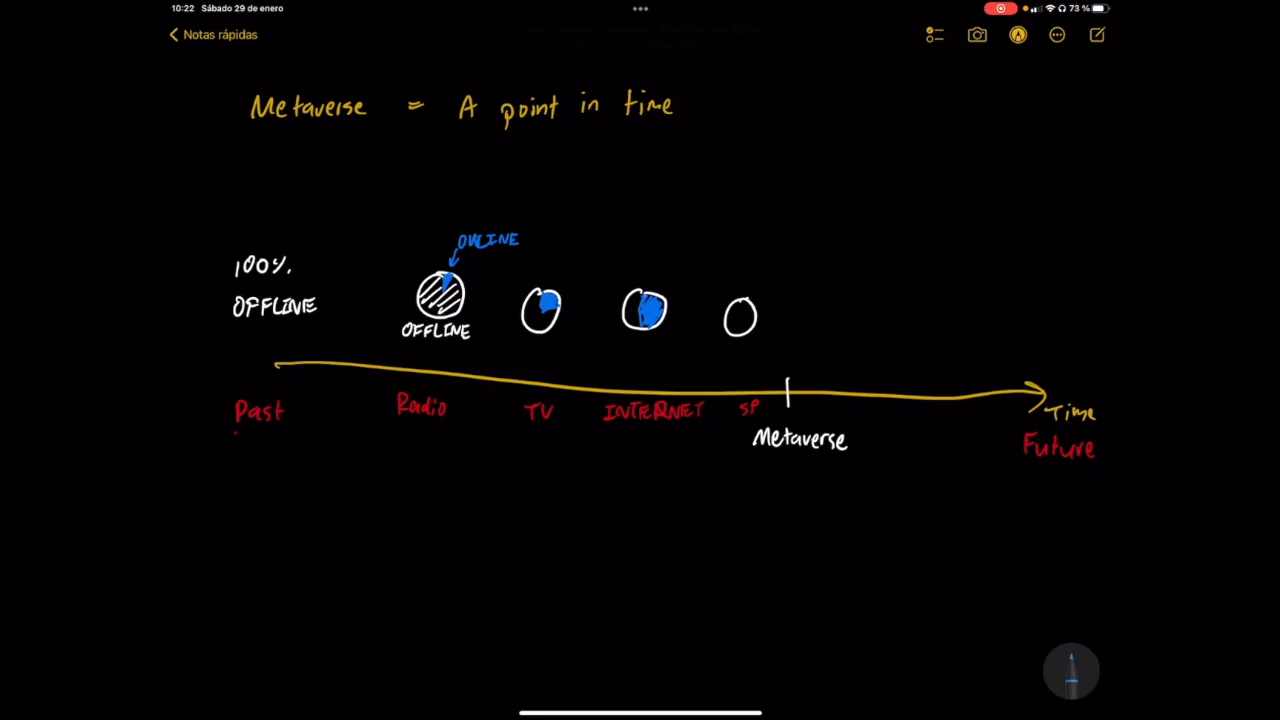 10:22 Sábado 29 de enero
73 %
Notas rápidas
Metaverse = A point in time
ONLINE
100%
OFFLINE
OFFLINE
Past Radio TV INTERNET SP Time
Metaverse
Future